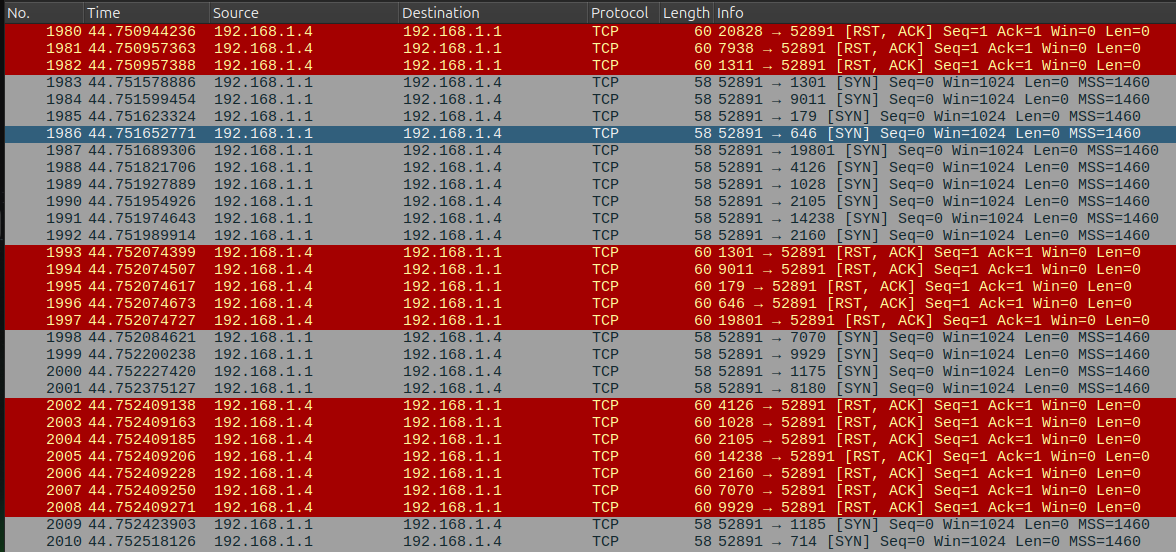 No. Time Source Destination Protocol Length Info
1980 44.750944236 192.168.1.4 192.168.1.1 TCP 60 20828 → 52891 [RST, ACK] Seq=1 Ack=1 Win=0 Len=0
1981 44.750957363 192.168.1.4 192.168.1.1 TCP 60 7938 → 52891 [RST, ACK] Seq=1 Ack=1 Win=0 Len=0
1982 44.750957388 192.168.1.4 192.168.1.1 TCP 60 1311 → 52891 [RST, ACK] Seq=1 Ack=1 Win=0 Len=0
1983 44.751578886 192.168.1.1 192.168.1.4 TCP 58 52891 → 1301 [SYN] Seq=0 Win=1024 Len=0 MSS=1460
1984 44.751599454 192.168.1.1 192.168.1.4 TCP 58 52891 → 9011 [SYN] Seq=0 Win=1024 Len=0 MSS=1460
1985 44.751623324 192.168.1.1 192.168.1.4 TCP 58 52891 → 179 [SYN] Seq=0 Win=1024 Len=0 MSS=1460
1986 44.751652771 192.168.1.1 192.168.1.4 TCP 58 52891 → 646 [SYN] Seq=0 Win=1024 Len=0 MSS=1460
1987 44.751689306 192.168.1.1 192.168.1.4 TCP 58 52891 → 19801 [SYN] Seq=0 Win=1024 Len=0 MSS=1460
1988 44.751821706 192.168.1.1 192.168.1.4 TCP 58 52891 → 4126 [SYN] Seq=0 Win=1024 Len=0 MSS=1460
1989 44.751927889 192.168.1.1 192.168.1.4 TCP 58 52891 → 1028 [SYN] Seq=0 Win=1024 Len=0 MSS=1460
1990 44.751954926 192.168.1.1 192.168.1.4 TCP 58 52891 → 2105 [SYN] Seq=0 Win=1024 Len=0 MSS=1460
1991 44.751974643 192.168.1.1 192.168.1.4 TCP 58 52891 → 14238 [SYN] Seq=0 Win=1024 Len=0 MSS=1460
1992 44.751989914 192.168.1.1 192.168.1.4 TCP 58 52891 → 2160 [SYN] Seq=0 Win=1024 Len=0 MSS=1460
1993 44.752074399 192.168.1.4 192.168.1.1 TCP 60 1301 → 52891 [RST, ACK] Seq=1 Ack=1 Win=0 Len=0
1994 44.752074507 192.168.1.4 192.168.1.1 TCP 60 9011 → 52891 [RST, ACK] Seq=1 Ack=1 Win=0 Len=0
1995 44.752074617 192.168.1.4 192.168.1.1 TCP 60 179 → 52891 [RST, ACK] Seq=1 Ack=1 Win=0 Len=0
1996 44.752074673 192.168.1.4 192.168.1.1 TCP 60 646 → 52891 [RST, ACK] Seq=1 Ack=1 Win=0 Len=0
1997 44.752074727 192.168.1.4 192.168.1.1 TCP 60 19801 → 52891 [RST, ACK] Seq=1 Ack=1 Win=0 Len=0
1998 44.752084621 192.168.1.1 192.168.1.4 TCP 58 52891 → 7070 [SYN] Seq=0 Win=1024 Len=0 MSS=1460
1999 44.752200238 192.168.1.1 192.168.1.4 TCP 58 52891 → 9929 [SYN] Seq=0 Win=1024 Len=0 MSS=1460
2000 44.752227420 192.168.1.1 192.168.1.4 TCP 58 52891 → 1175 [SYN] Seq=0 Win=1024 Len=0 MSS=1460
2001 44.752375127 192.168.1.1 192.168.1.4 TCP 58 52891 → 8180 [SYN] Seq=0 Win=1024 Len=0 MSS=1460
2002 44.752409138 192.168.1.4 192.168.1.1 TCP 60 4126 → 52891 [RST, ACK] Seq=1 Ack=1 Win=0 Len=0
2003 44.752409163 192.168.1.4 192.168.1.1 TCP 60 1028 → 52891 [RST, ACK] Seq=1 Ack=1 Win=0 Len=0
2004 44.752409185 192.168.1.4 192.168.1.1 TCP 60 2105 → 52891 [RST, ACK] Seq=1 Ack=1 Win=0 Len=0
2005 44.752409206 192.168.1.4 192.168.1.1 TCP 60 14238 → 52891 [RST, ACK] Seq=1 Ack=1 Win=0 Len=0
2006 44.752409228 192.168.1.4 192.168.1.1 TCP 60 2160 → 52891 [RST, ACK] Seq=1 Ack=1 Win=0 Len=0
2007 44.752409250 192.168.1.4 192.168.1.1 TCP 60 7070 → 52891 [RST, ACK] Seq=1 Ack=1 Win=0 Len=0
2008 44.752409271 192.168.1.4 192.168.1.1 TCP 60 9929 → 52891 [RST, ACK] Seq=1 Ack=1 Win=0 Len=0
2009 44.752423903 192.168.1.1 192.168.1.4 TCP 58 52891 → 1185 [SYN] Seq=0 Win=1024 Len=0 MSS=1460
2010 44.752518126 192.168.1.1 192.168.1.4 TCP 58 52891 → 714 [SYN] Seq=0 Win=1024 Len=0 MSS=1460